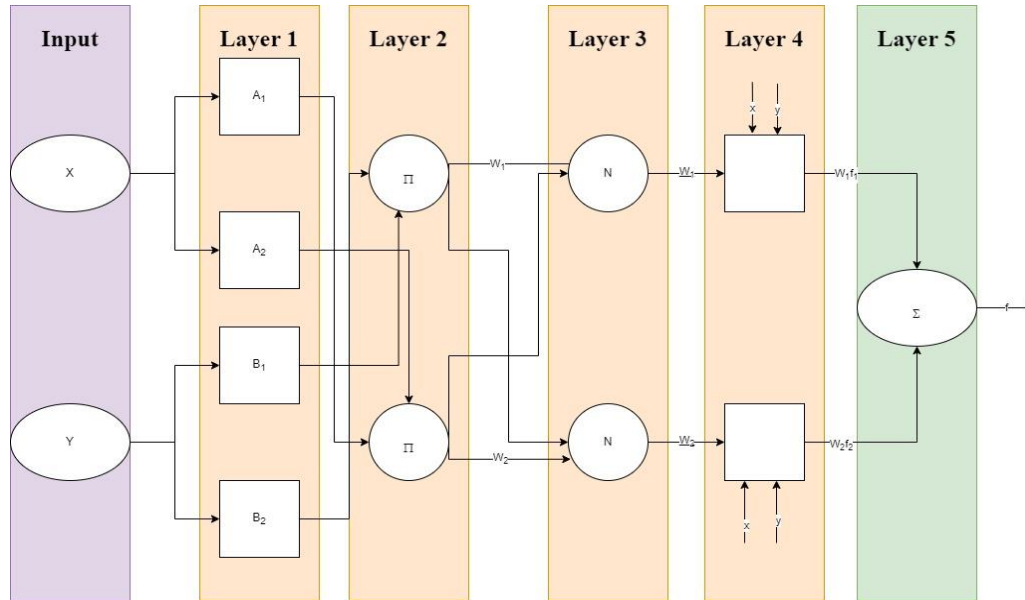 Input
Layer 1
Layer 2
Layer 3
Layer 4
Layer 5
A₁
x y
X
Π
W₁
N
W₁
W₁f₁
A₂
Σ
f
B₁
Y
Π
W₂
N
W₂
W₂f₂
B₂
x y